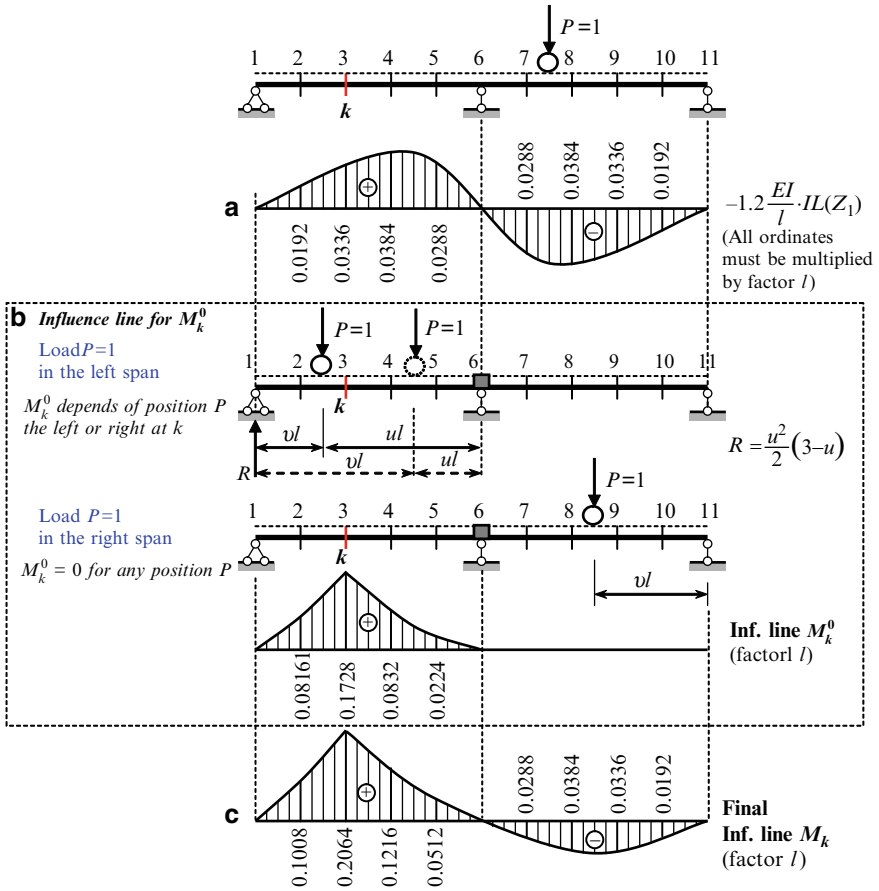 P=1
1 2 3 4 5 6 7 8 9 10 11
k
a
+
0.0192 0.0336 0.0384 0.0288
0.0288 0.0384 0.0336 0.0192
−
–1.2 EI/l · IL(Z₁)
(All ordinates
must be multiplied
by factor l)
b Influence line for M⁰ₖ
P=1 P=1
Load P=1
in the left span
M⁰ₖ depends of position P
the left or right at k
1 2 3 4 5 6 7 8 9 10 11
k
υl ul
υl ul
R
R = u²/2 (3–u)
P=1
Load P=1
in the right span
M⁰ₖ = 0 for any position P
1 2 3 4 5 6 7 8 9 10 11
k
υl
+
0.08161 0.1728 0.0832 0.0224
Inf. line M⁰ₖ
(factorl l)
c
+
0.1008 0.2064 0.1216 0.0512
0.0288 0.0384 0.0336 0.0192
−
Final
Inf. line Mₖ
(factor l)